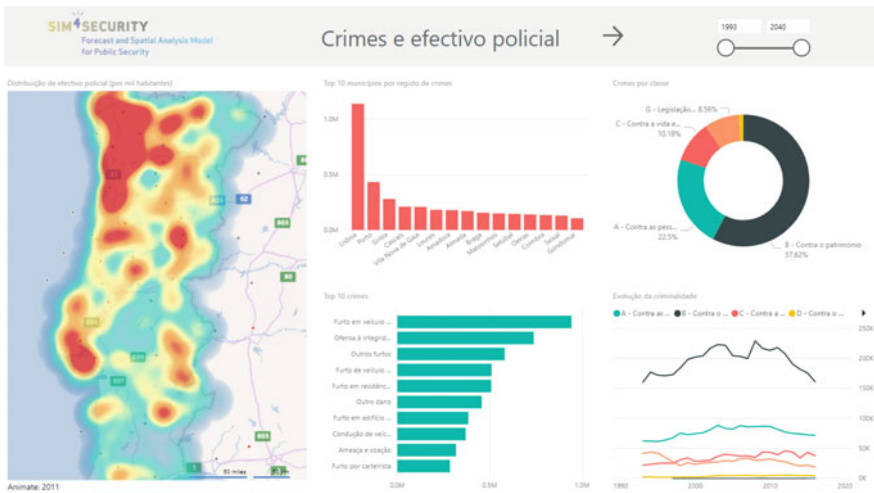 SIM4SECURITY
Forecast and Spatial Analysis Model
for Public Security
Crimes e efectivo policial
1993 2040
Distribuição de efectivo policial (por mil habitantes)
62
80
50 miles
Animate: 2011
Top 10 municípios por registo de crimes
1.0M
0.5M
0.0M
Lisboa
Porto
Sintra
Cascais
Vila Nova de Gaia
Loures
Amadora
Almada
Braga
Matosinhos
Setúbal
Oeiras
Coimbra
Seixal
Gondomar
Crimes por classe
G - Legislação... 8.56%
C - Contra a vida e...
10.18%
A - Contra as pess...
22.5%
B - Contra o património
57.62%
Top 10 crimes
Furto em veículo ...
Ofensa à integrid...
Outros furtos
Furto de veículo ...
Furto em residênc...
Outro dano
Furto em edifício ...
Condução de veíc...
Ameaça e coação
Furto por carteirista
0.0M 0.5M 1.0M
Evolução da criminalidade
A - Contra as ... B - Contra o ... C - Contra a ... D - Contra o ...
250K
200K
150K
100K
50K
0K
1990 2000 2010 2020